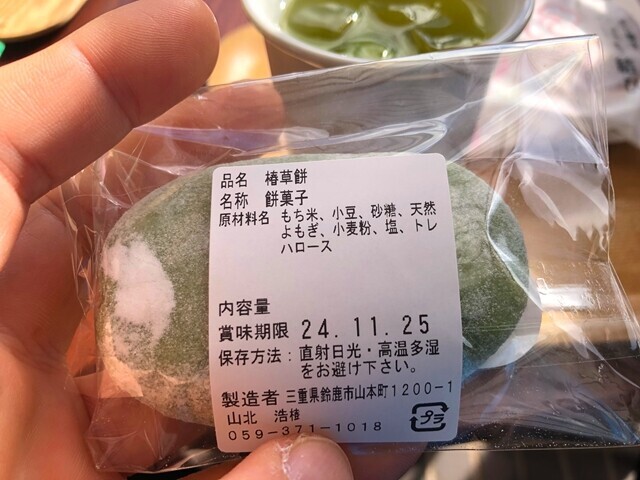 品名 椿草餅
名称 餅菓子
原材料名 もち米、小豆、砂糖、天然
よもぎ、小麦粉、塩、トレ
ハロース
内容量
賞味期限 24.11.25
保存方法：直射日光・高温多湿
をお避け下さい。
製造者 三重県鈴鹿市山本町1200-1
山北 浩植
059-371-1018
プラ